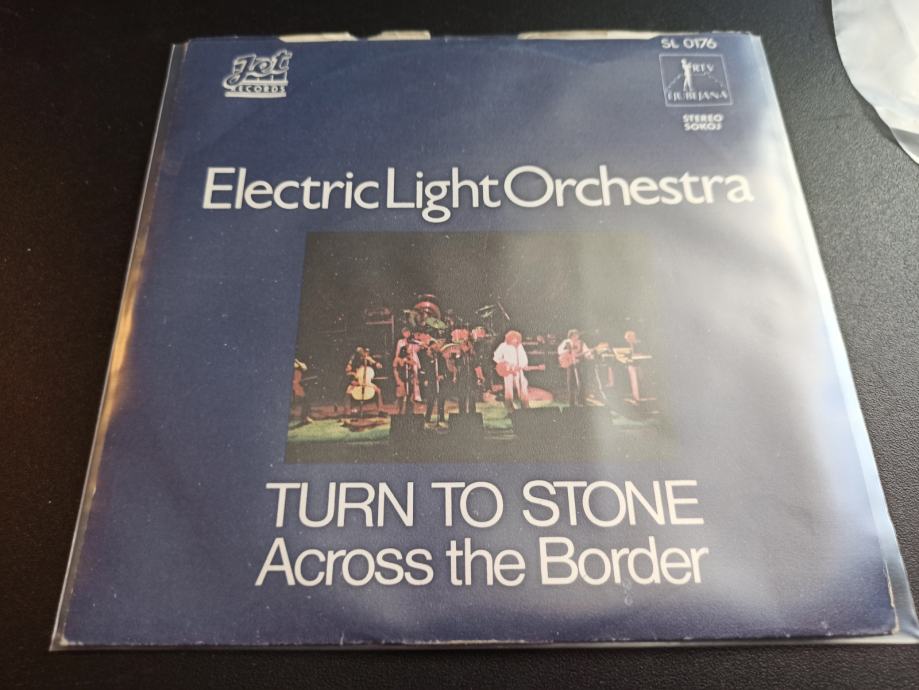 Jet
RECORDS
SL 0176
RTV
LJUBLJANA
STEREO
SOKOJ
Electric Light Orchestra
TURN TO STONE
Across the Border